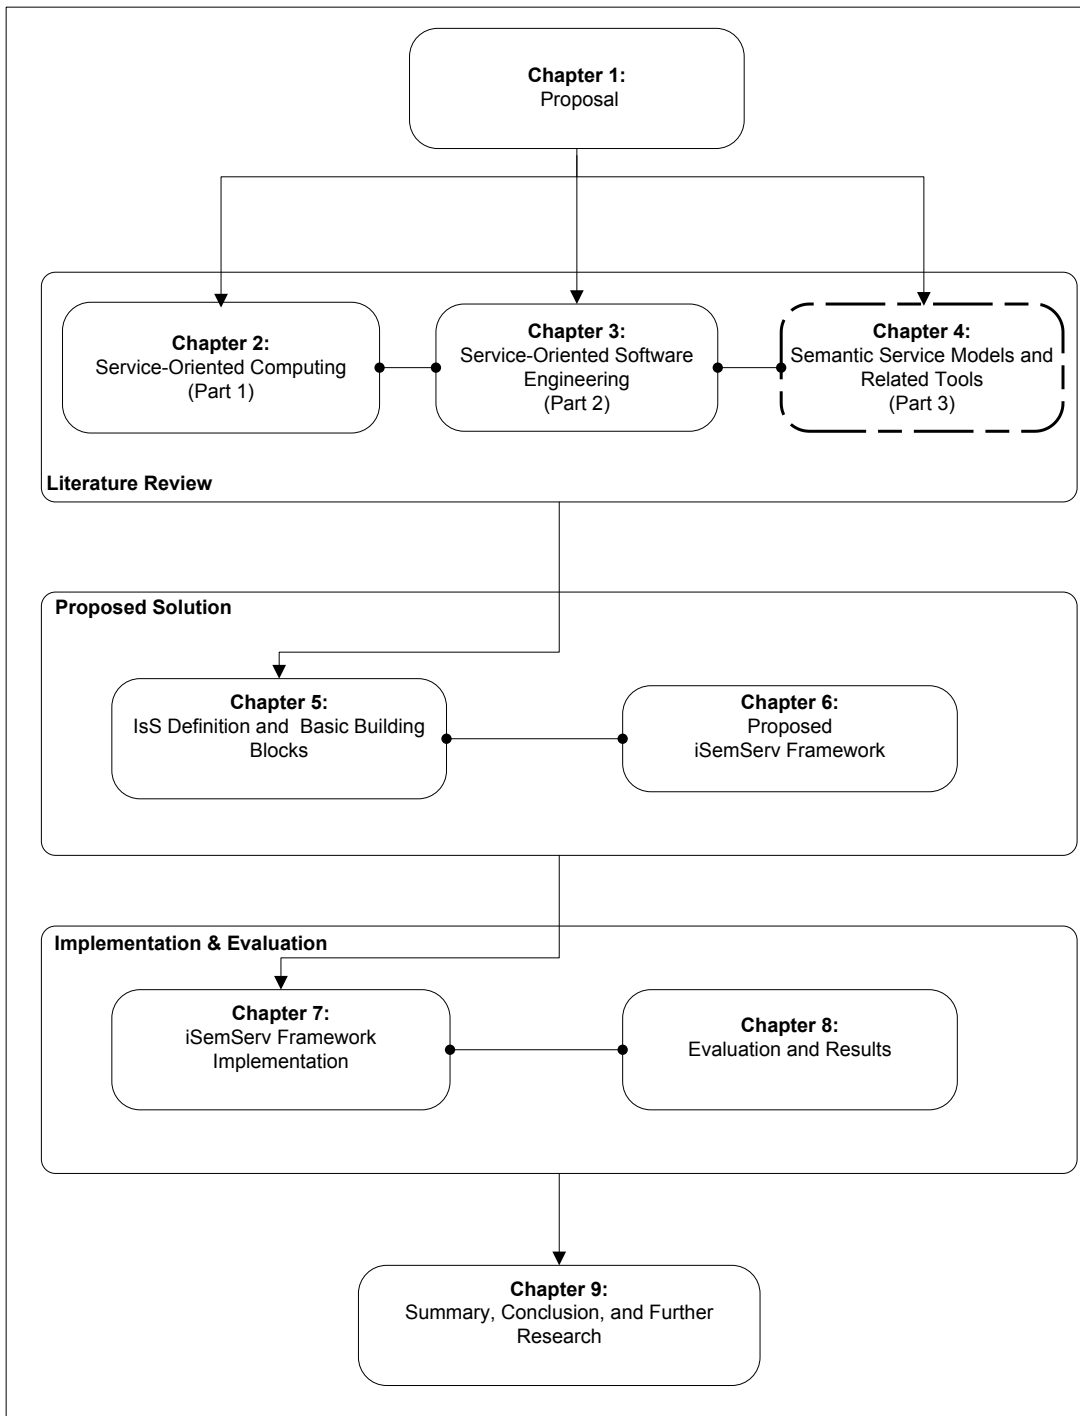 Chapter 1:
Proposal
Chapter 2:
Service-Oriented Computing
(Part 1)
Chapter 3:
Service-Oriented Software
Engineering
(Part 2)
Chapter 4:
Semantic Service Models and
Related Tools
(Part 3)
Literature Review
Proposed Solution
Chapter 5:
IsS Definition and Basic Building
Blocks
Chapter 6:
Proposed
iSemServ Framework
Implementation & Evaluation
Chapter 7:
iSemServ Framework
Implementation
Chapter 8:
Evaluation and Results
Chapter 9:
Summary, Conclusion, and Further
Research